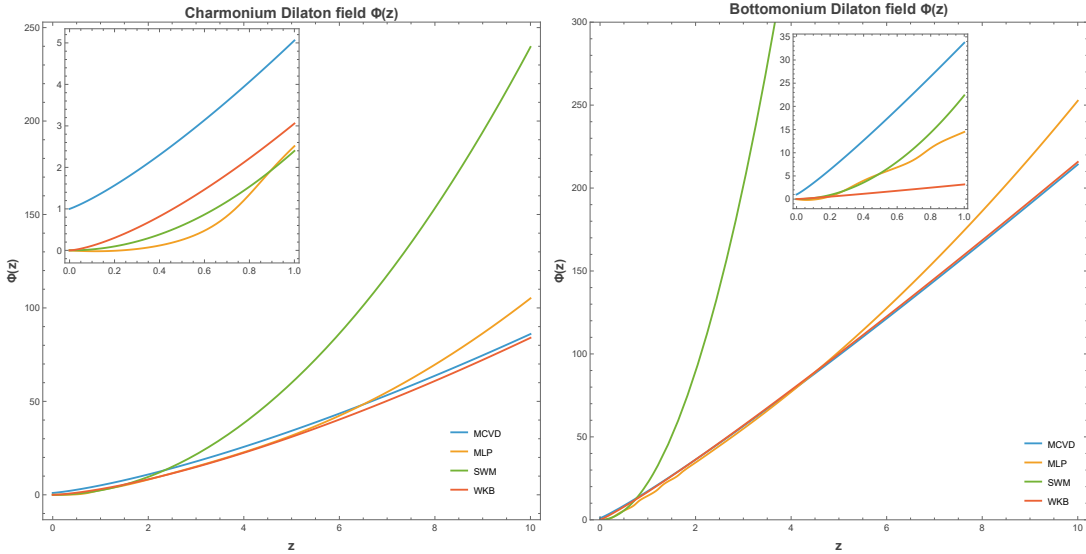 Charmonium Dilaton field Φ(z)
250
200
150
100
50
0
Φ(z)
5
4
3
2
1
0
0.0 0.2 0.4 0.6 0.8 1.0
MCVD
MLP
SWM
WKB
0 2 4 6 8 10
z
Bottomonium Dilaton field Φ(z)
300
250
200
150
100
50
0
Φ(z)
35
30
25
20
15
10
5
0
0.0 0.2 0.4 0.6 0.8 1.0
MCVD
MLP
SWM
WKB
0 2 4 6 8 10
z